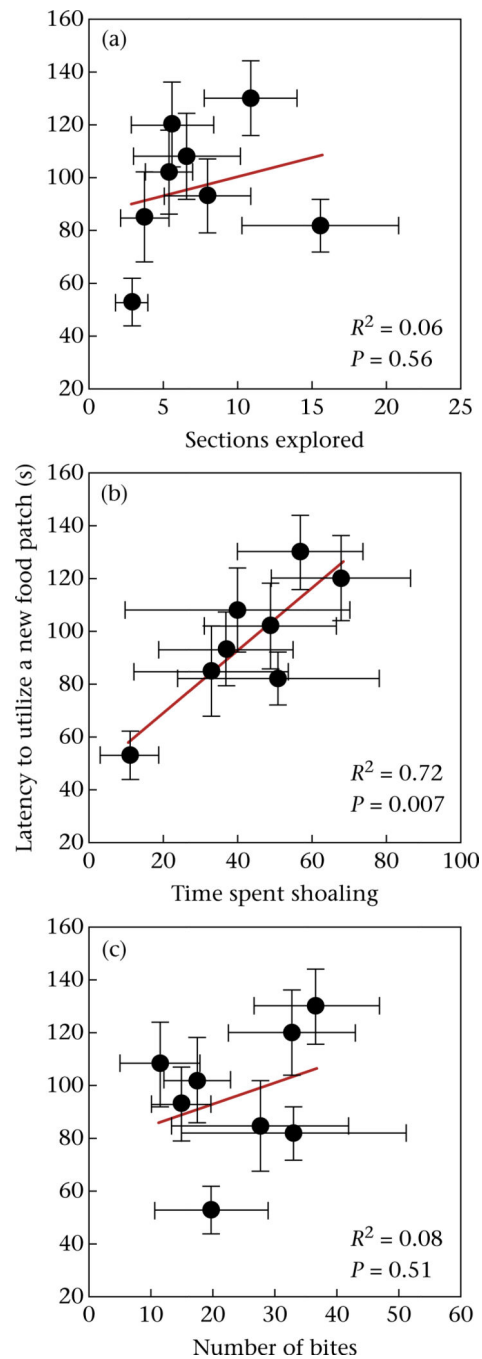 (a)
160
140
120
100
80
60
40
20
R² = 0.06
P = 0.56
0 5 10 15 20 25
Sections explored
Latency to utilize a new food patch (s)
(b)
160
140
120
100
80
60
40
20
R² = 0.72
P = 0.007
0 20 40 60 80 100
Time spent shoaling
(c)
160
140
120
100
80
60
40
20
R² = 0.08
P = 0.51
0 10 20 30 40 50 60
Number of bites